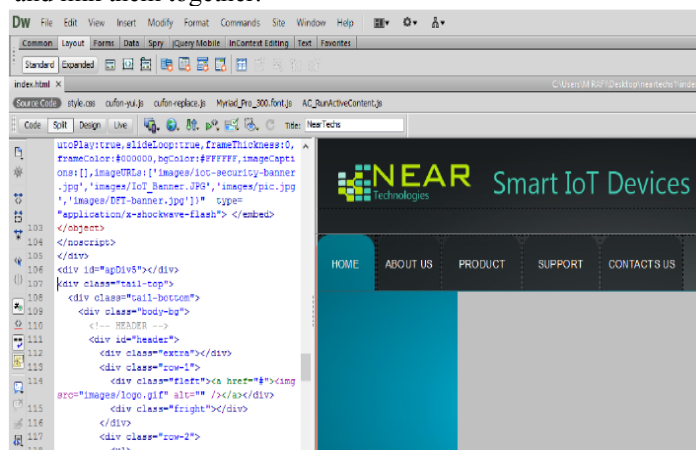 and link them together.
DW File Edit View Insert Modify Format Commands Site Window Help
Common Layout Forms Data Spry jQuery Mobile InContext Editing Text Favorites
Standard Expanded
index.html ×
Source Code style.css cufon-yui.js cufon-replace.js Myriad_Pro_300.font.js AC_RunActiveContent.js
Code Split Design Live Title: NearTechs
utoPlay:true,slideLoop:true,frameThickness:0,
frameColor:#000000,bgColor:#FFFFFF,imageCapti
ons:[],imageURLs:['images/iot-security-banner
.jpg','images/IoT_Banner.JPG','images/pic.jpg
','images/DFT-banner.jpg']}" type=
"application/x-shockwave-flash"> </embed>
103 </object>
104 </noscript>
105 </div>
106 <div id="apDiv5"></div>
107 <div class="tail-top">
108 <div class="tail-bottom">
109 <div class="body-bg">
110 <!-- HEADER -->
111 <div id="header">
112 <div class="extra"></div>
113 <div class="row-1">
114 <div class="fleft"><a href="#"><img
src="images/logo.gif" alt="" /></a></div>
115 <div class="fright"></div>
116 </div>
117 <div class="row-2">
NEAR
Technologies
Smart IoT Devices
HOME ABOUT US PRODUCT SUPPORT CONTACTS US